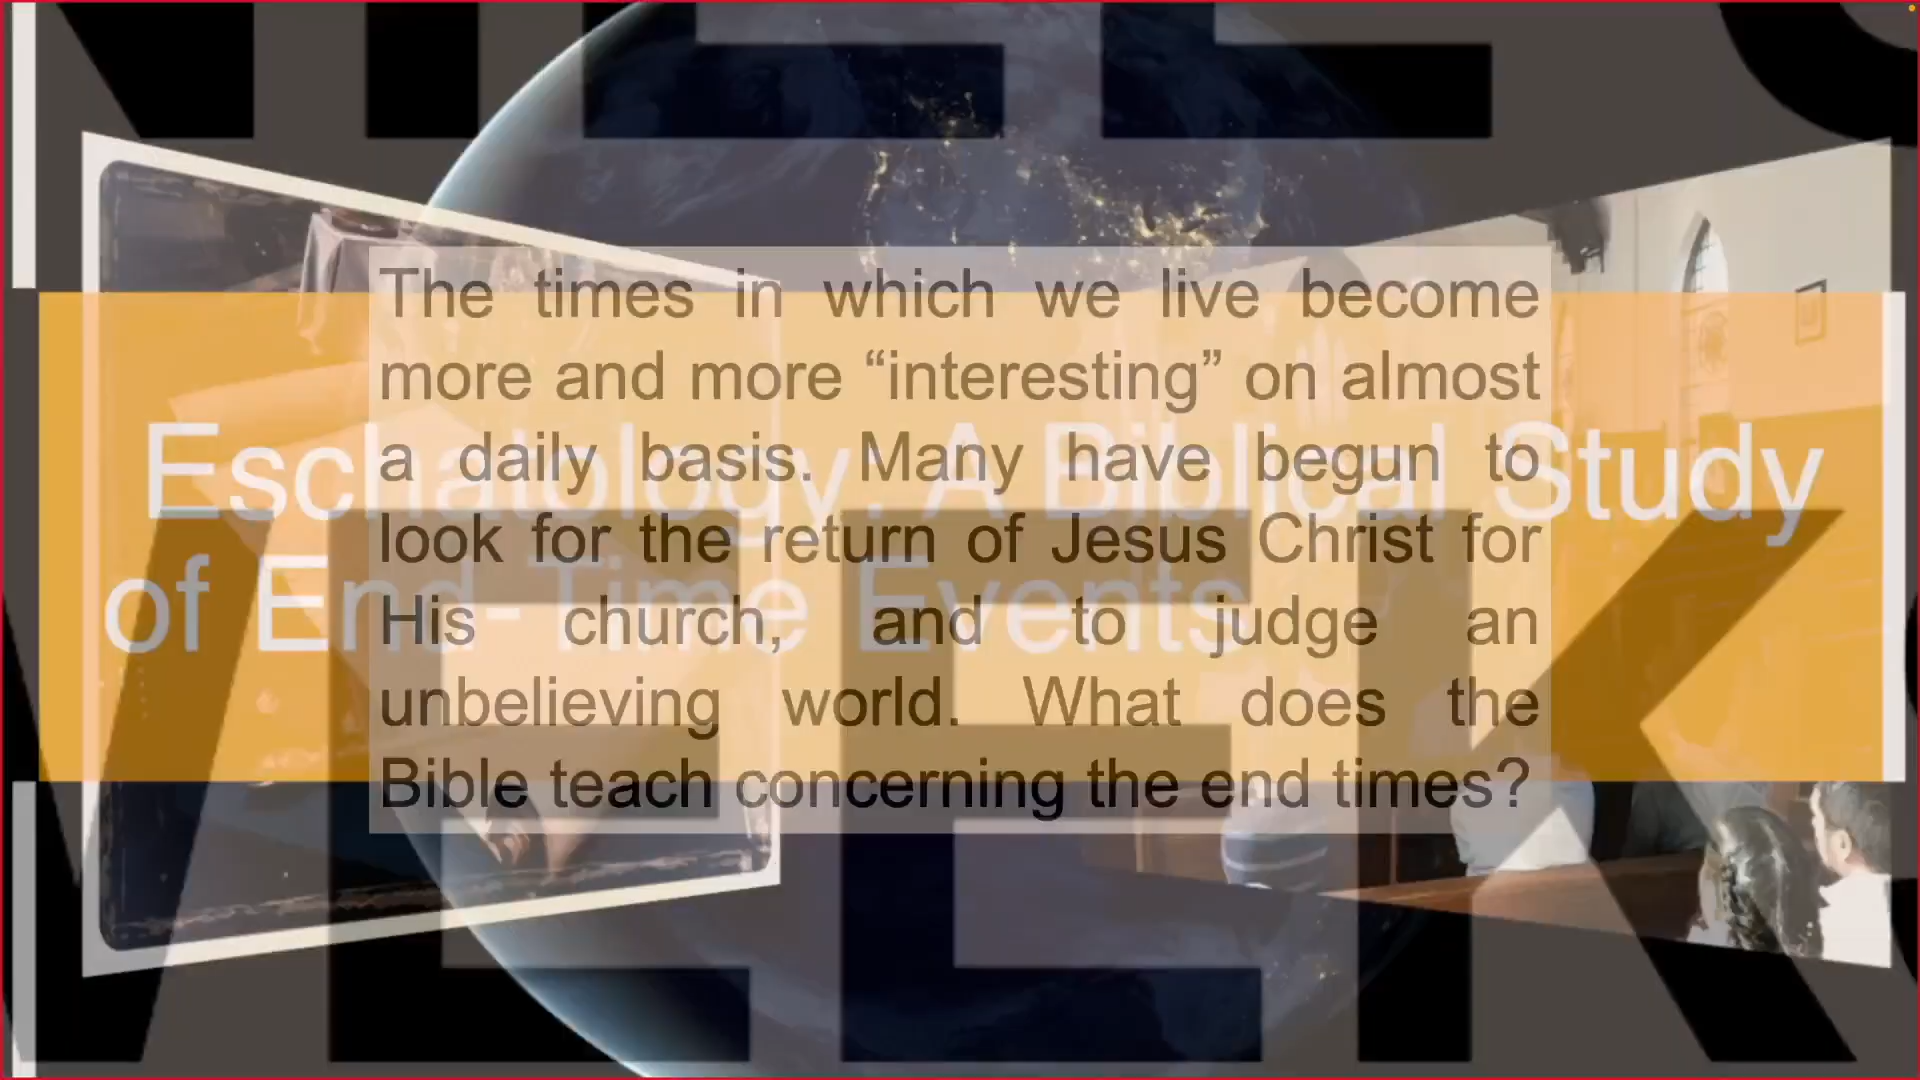 The times in which we live become
more and more “interesting” on almost
a daily basis. Many have begun to
look for the return of Jesus Christ for
His church, and to judge an
unbelieving world. What does the
Bible teach concerning the end times?
Eschatology: A Biblical Study
of End-Time Events